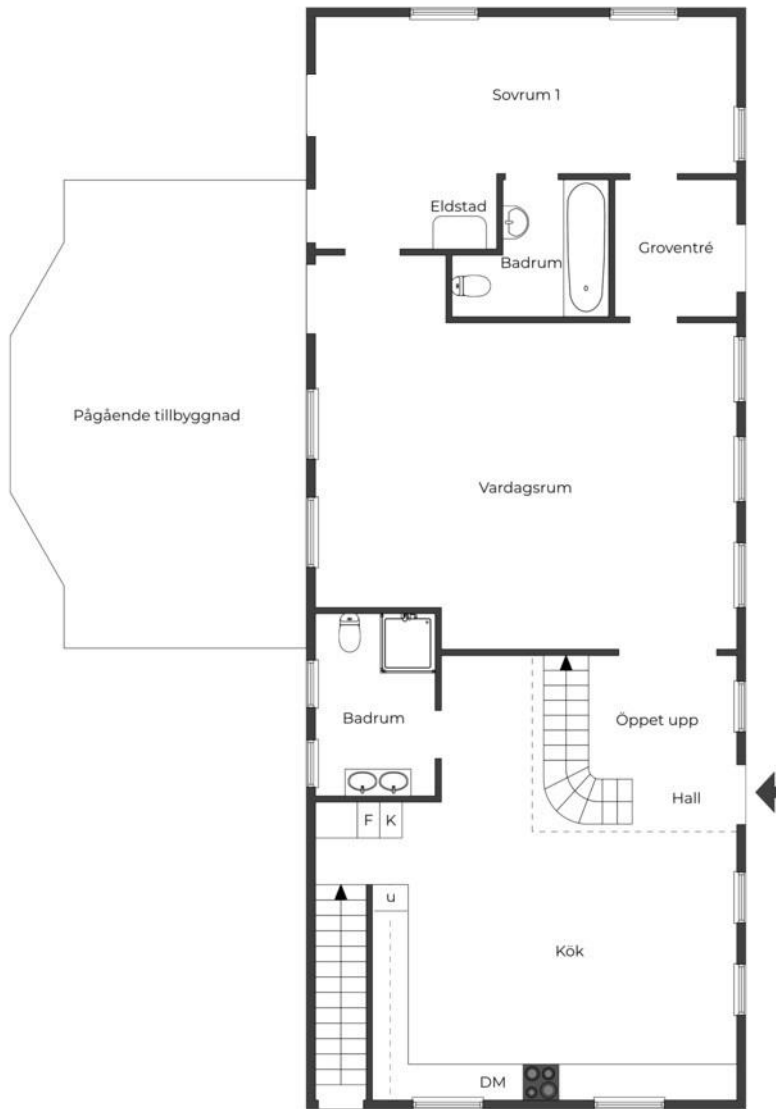 Sovrum 1
Eldstad
Badrum
Groventré
Pågående tillbyggnad
Vardagsrum
Badrum
Öppet upp
Hall
F K
u
Kök
DM